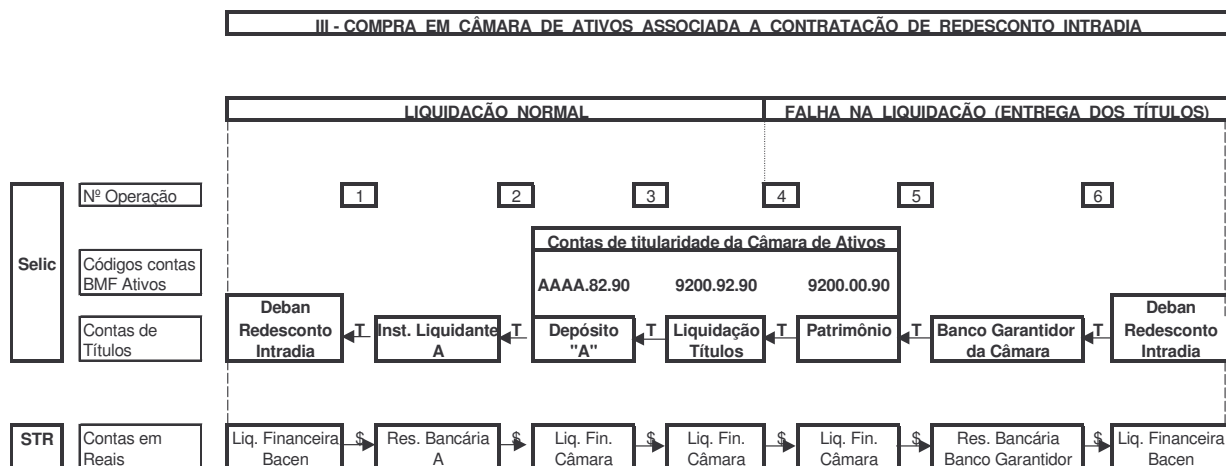 III - COMPRA EM CÂMARA DE ATIVOS ASSOCIADA A CONTRATAÇÃO DE REDESCONTO INTRADIA
LIQUIDAÇÃO NORMAL
FALHA NA LIQUIDAÇÃO (ENTREGA DOS TÍTULOS)
Nº Operação
1
2
3
4
5
6
Contas de titularidade da Câmara de Ativos
Selic
Códigos contas
BMF Ativos
AAAA.82.90
9200.92.90
9200.00.90
Contas de
Títulos
Deban
Redesconto
Intradia
T
Inst. Liquidante
A
T
Depósito
"A"
T
Liquidação
Títulos
T
Patrimônio
T
Banco Garantidor
da Câmara
T
Deban
Redesconto
Intradia
STR
Contas em
Reais
Liq. Financeira
Bacen
$
Res. Bancária
A
$
Liq. Fin.
Câmara
$
Liq. Fin.
Câmara
$
Liq. Fin.
Câmara
$
Res. Bancária
Banco Garantidor
$
Liq. Financeira
Bacen